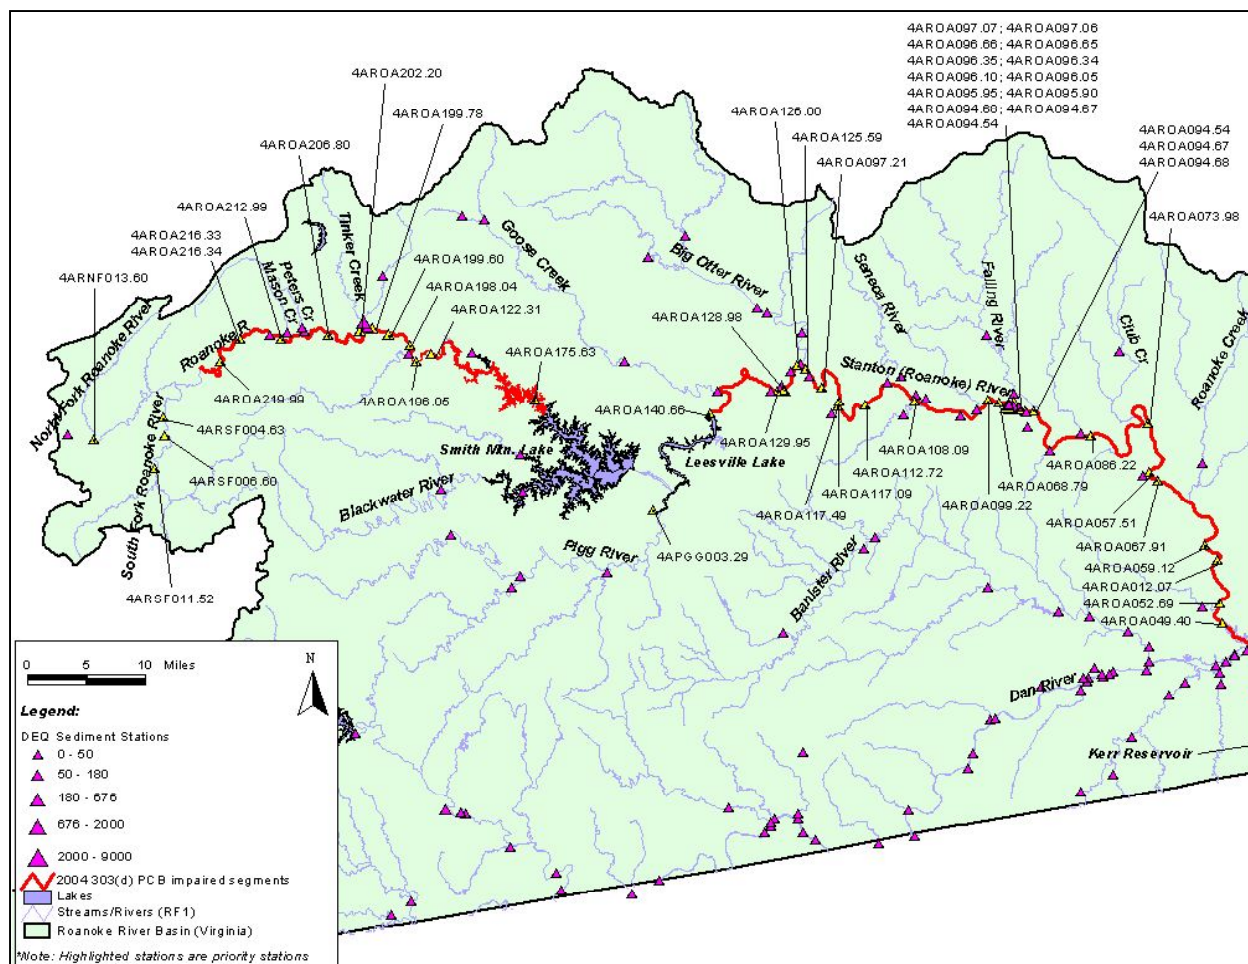 4AROA097.07; 4AROA097.06
4AROA096.66; 4AROA096.65
4AROA096.35; 4AROA096.34
4AROA096.10; 4AROA096.05
4AROA095.95; 4AROA095.90
4AROA094.60; 4AROA094.67
4AROA094.54
4AROA202.20
4AROA199.78
4AROA206.80
4AROA126.00
4AROA125.59
4AROA097.21
4AROA094.54
4AROA094.67
4AROA094.68
4AROA073.98
4AROA212.99
4AROA216.33
4AROA216.34
4ARNF013.60
Tinker Creek
Peters Cr
Mason Cr
Goose Creek
Big Otter River
Seneca River
Falling River
Club Cr
Roanoke Creek
4AROA199.60
4AROA198.04
4AROA122.31
4AROA128.98
North Fork Roanoke River
Roanoke R
4AROA175.63
Stanton (Roanoke) River
4AROA219.99
4AROA106.05
4AROA140.66
4ARSF004.63
4ARSF006.60
South Fork Roanoke River
Smith Mtn. Lake
4AROA129.95
Leesville Lake
4AROA108.09
4AROA112.72
4AROA117.09
4AROA117.49
4AROA086.22
4AROA068.79
4AROA099.22
4AROA057.51
4AROA067.91
4AROA059.12
4AROA012.07
4AROA052.69
4AROA049.40
Blackwater River
Pigg River
4APGG003.29
Banister River
4ARSF011.52
Dan River
Kerr Reservoir
0 5 10 Miles
N
Legend:
DEQ Sediment Stations
0 - 50
50 - 180
180 - 676
676 - 2000
2000 - 9000
2004 303(d) PCB impaired segments
Lakes
Streams/Rivers (RF1)
Roanoke River Basin (Virginia)
*Note: Highlighted stations are priority stations